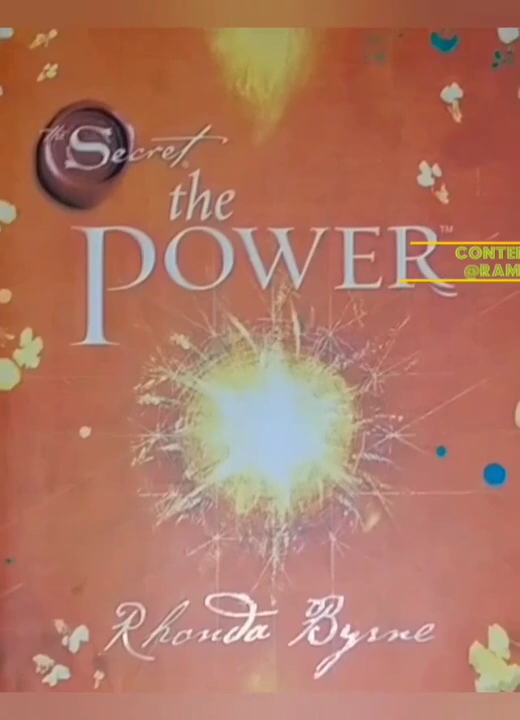 the Secret®
the
POWER™
CONTE
@RAM
Rhonda Byrne